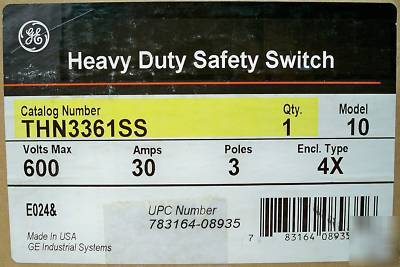 GE
Heavy Duty Safety Switch
Catalog Number Qty. Model
THN3361SS 1 10
Volts Max Amps Poles Encl. Type
600 30 3 4X
E024&
UPC Number
783164-08935
Made in USA
GE Industrial Systems
7 83164 08935